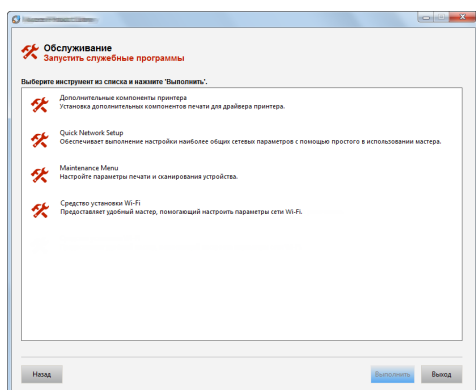 Обслуживание
Запустить служебные программы
Выберите инструмент из списка и нажмите 'Выполнить'.
Дополнительные компоненты принтера
Установка дополнительных компонентов печати для драйвера принтера.
Quick Network Setup
Обеспечивает выполнение настройки наиболее общих сетевых параметров с помощью простого в использовании мастера.
Maintenance Menu
Настройте параметры печати и сканирования устройства.
Средство установки Wi-Fi
Предоставляет удобный мастер, помогающий настроить параметры сети Wi-Fi.
Назад
Выполнить
Выход